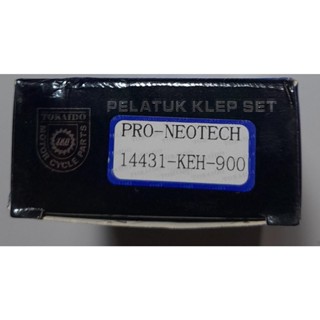 PELATUK KLEP SET
TOKAIDO
MOTOR CYCLE PARTS
PRO-NEOTECH
14431-KEH-900